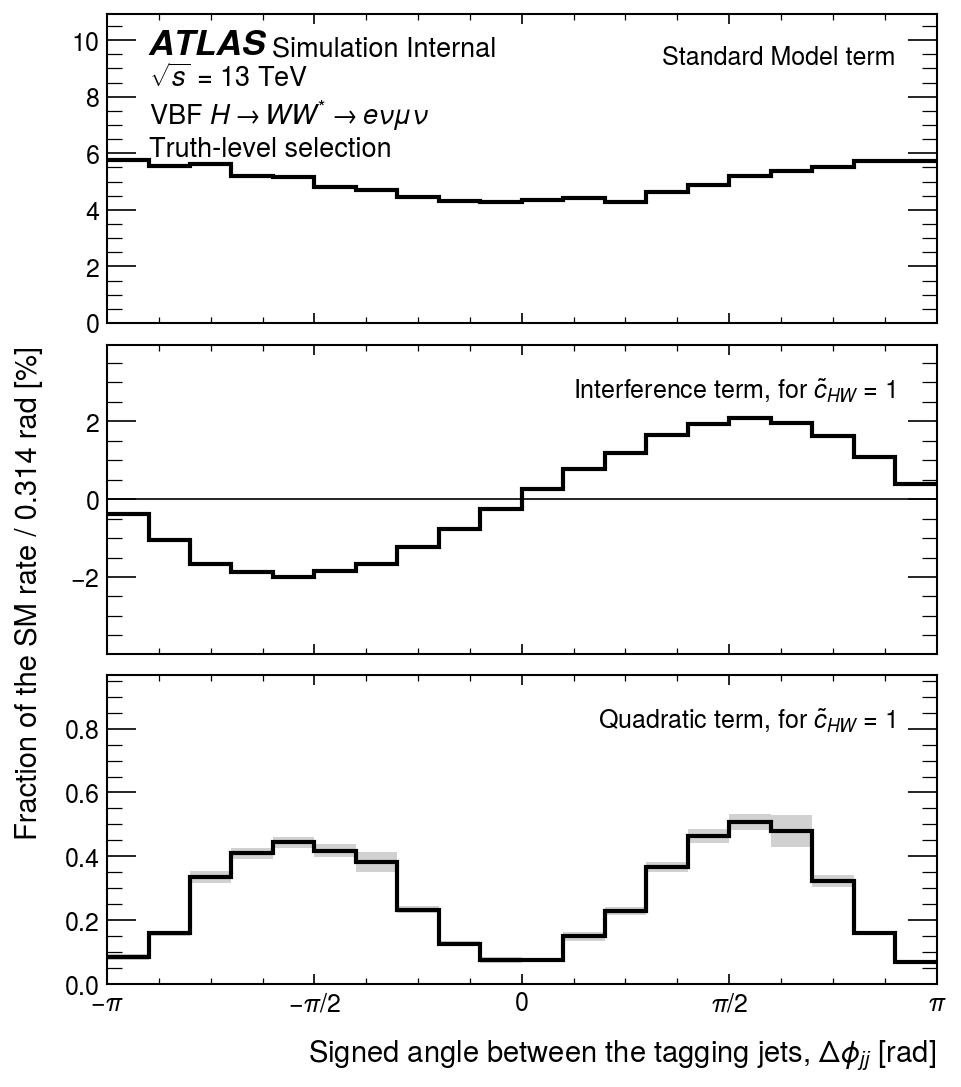 ATLAS Simulation Internal
√s = 13 TeV
VBF H → WW* → eνμν
Truth-level selection
Standard Model term
10
8
6
4
2
0
Interference term, for c̃HW = 1
2
0
−2
Quadratic term, for c̃HW = 1
0.8
0.6
0.4
0.2
0.0
−π −π/2 0 π/2 π
Fraction of the SM rate / 0.314 rad [%]
Signed angle between the tagging jets, Δϕjj [rad]